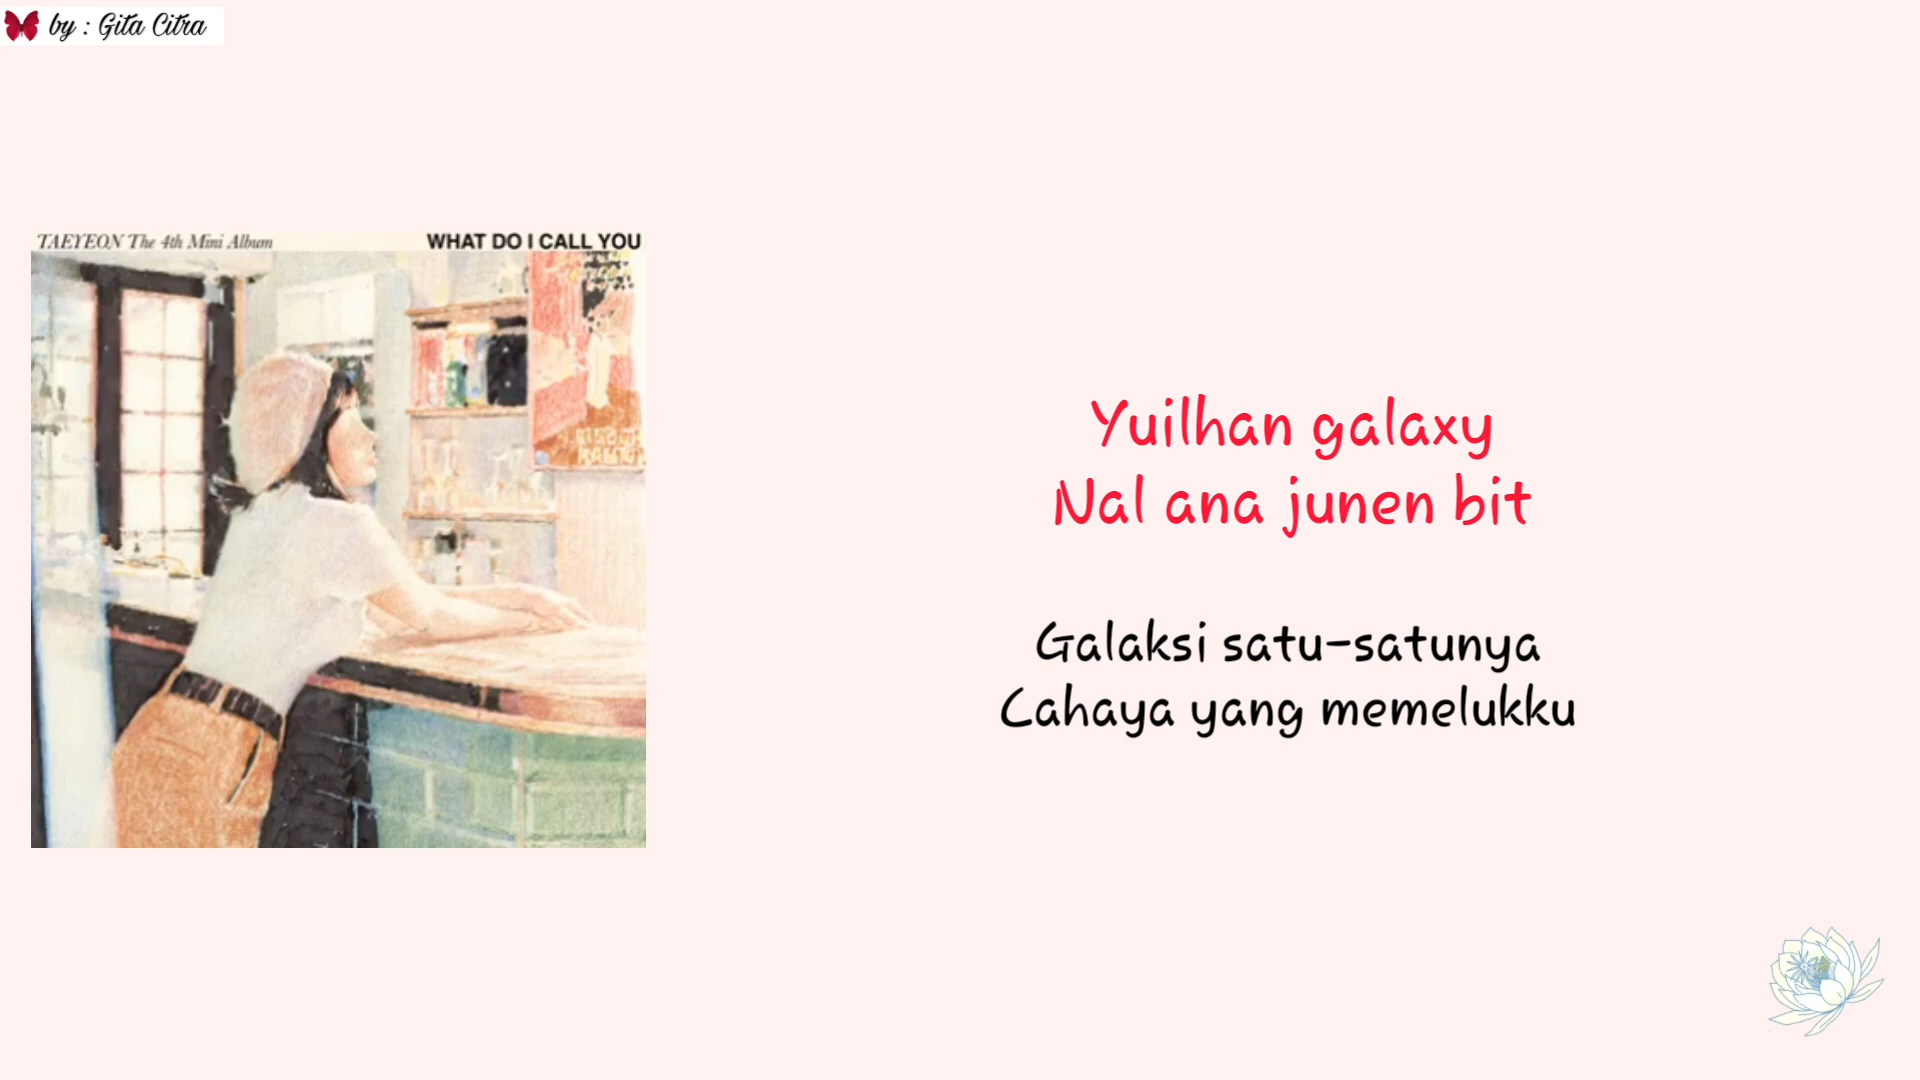 by : Gita Citra
TAEYEON The 4th Mini Album
WHAT DO I CALL YOU
Yuilhan galaxy
Nal ana junen bit
Galaksi satu-satunya
Cahaya yang memelukku